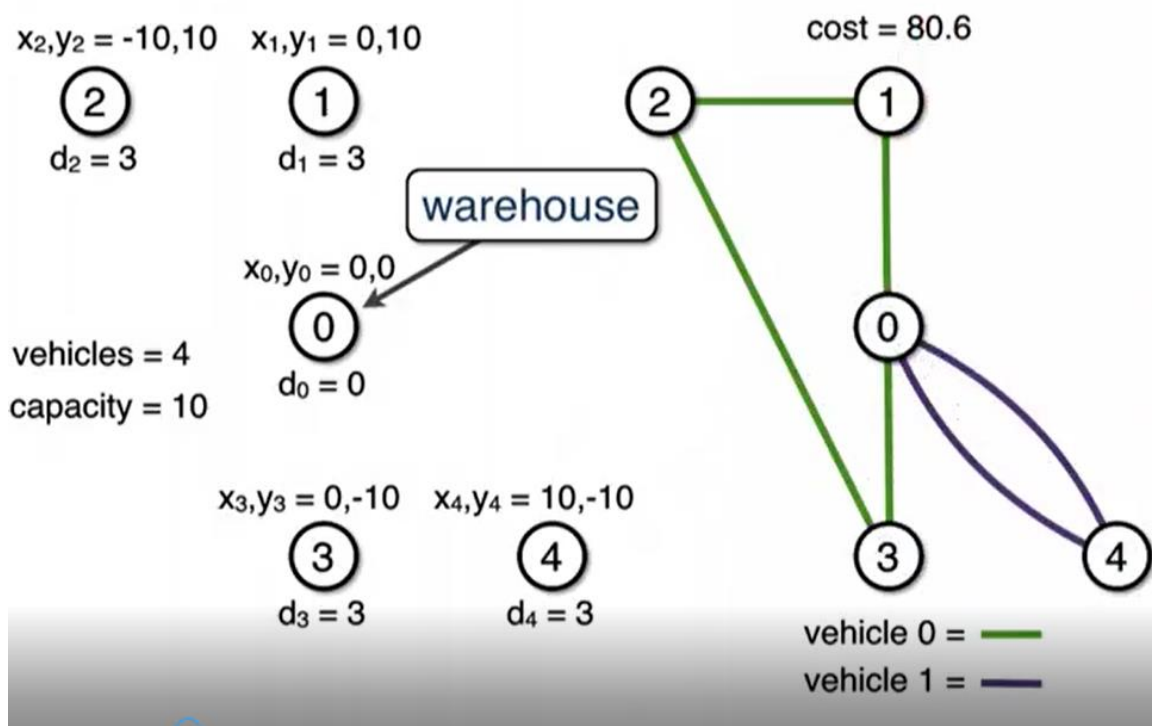 x₂,y₂ = -10,10
x₁,y₁ = 0,10
2
1
d₂ = 3
d₁ = 3
warehouse
x₀,y₀ = 0,0
0
d₀ = 0
vehicles = 4
capacity = 10
x₃,y₃ = 0,-10
x₄,y₄ = 10,-10
3
4
d₃ = 3
d₄ = 3
cost = 80.6
2
1
0
3
4
vehicle 0 =
vehicle 1 =